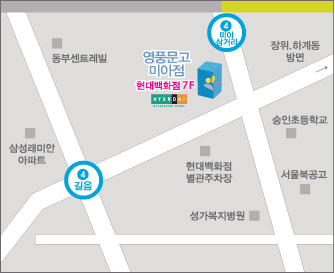 4
미아
삼거리
장위.하계동
방면
동부센트레빌
영풍문고
미아점
현대백화점 7F
HYUNDAI
숭인초등학교
삼성래미안
아파트
현대백화점
별관주차장
서울북공고
4
길음
성가복지병원